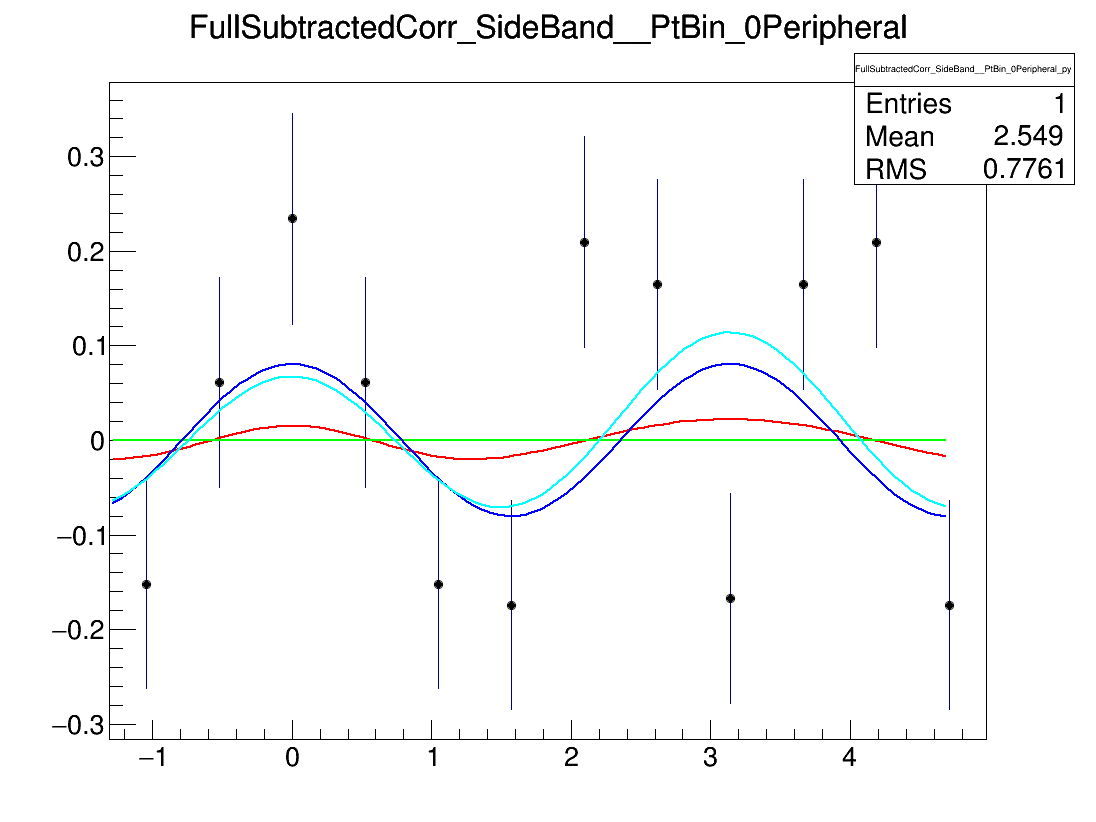 FullSubtractedCorr_SideBand__PtBin_0Peripheral
FullSubtractedCorr_SideBand__PtBin_0Peripheral_py
Entries 1
Mean 2.549
RMS 0.7761
0.3
0.2
0.1
0
−0.1
−0.2
−0.3
−1 0 1 2 3 4